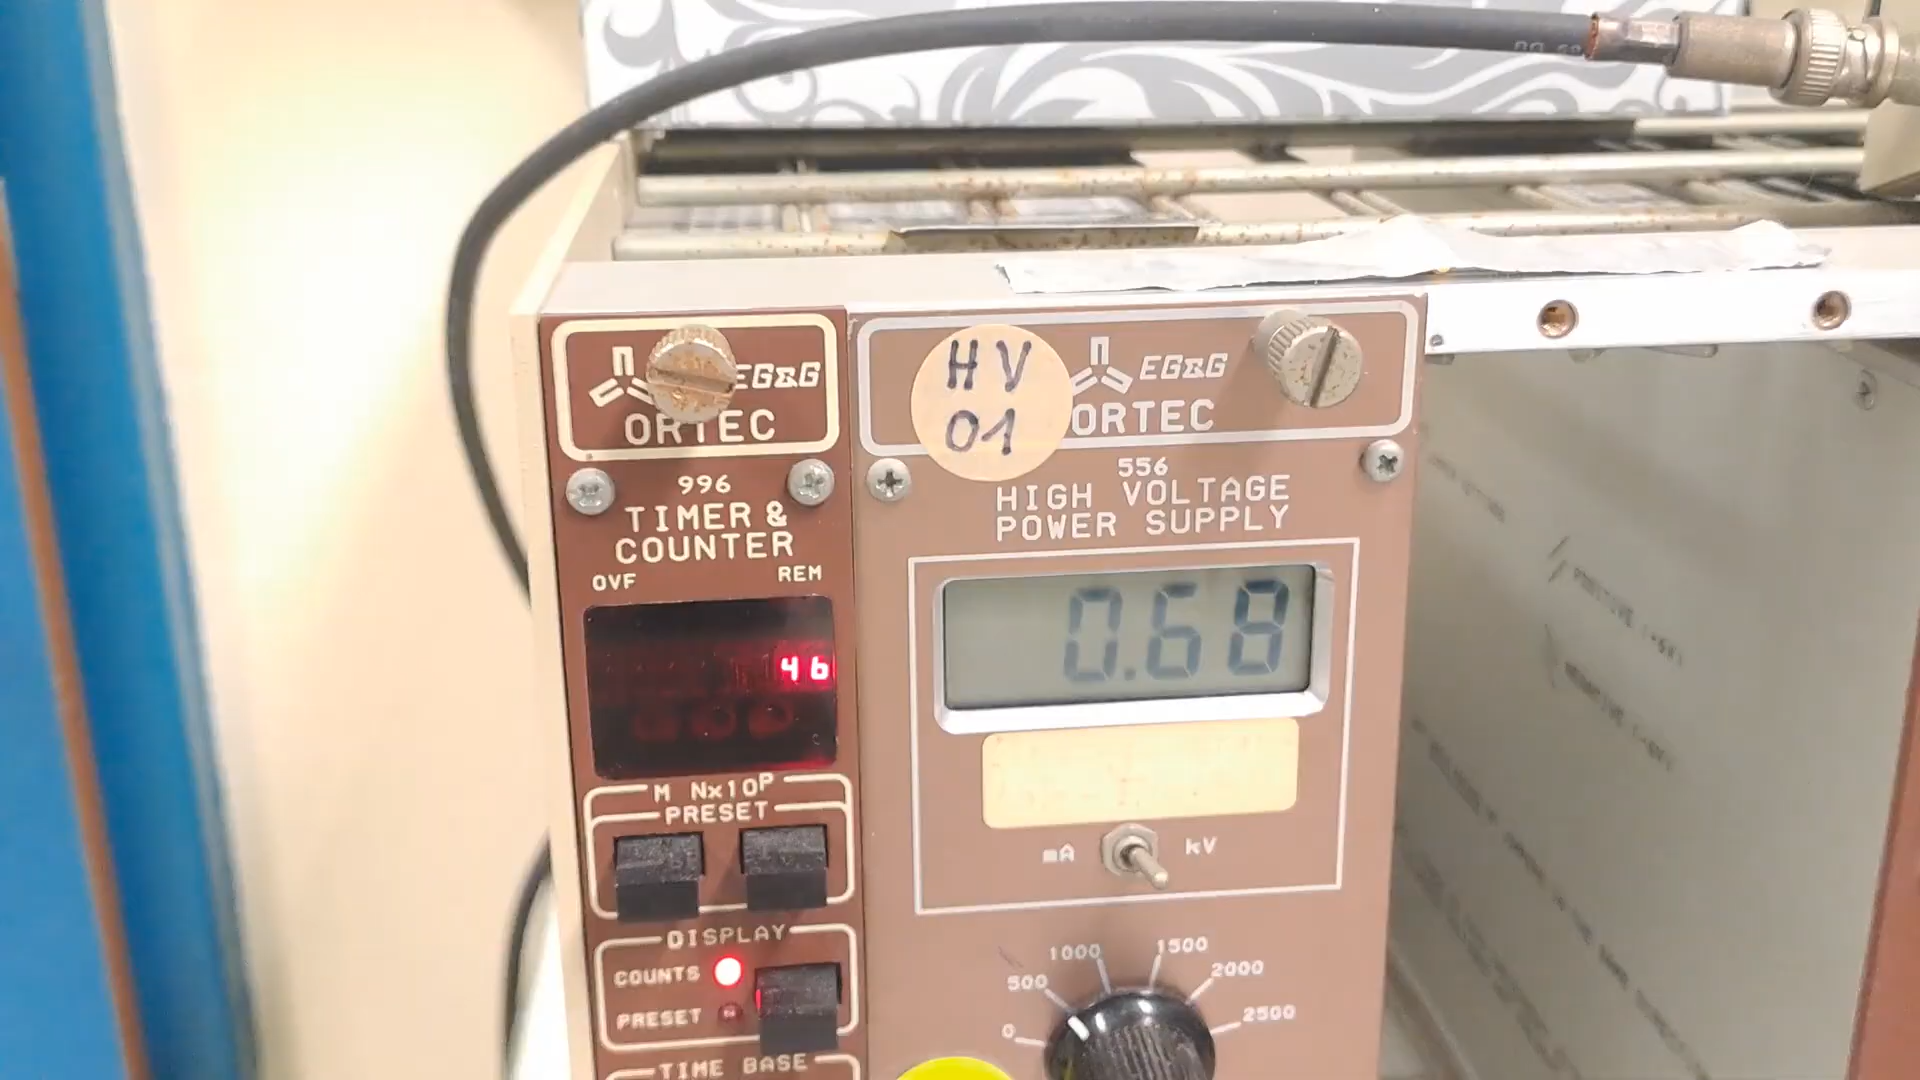 EG&G
ORTEC
996
TIMER &
COUNTER
OVF
REM
46
M Nx10P
PRESET
DISPLAY
COUNTS
PRESET
TIME BASE
HV
01
EG&G
ORTEC
556
HIGH VOLTAGE
POWER SUPPLY
0.68
mA
kV
0
500
1000
1500
2000
2500